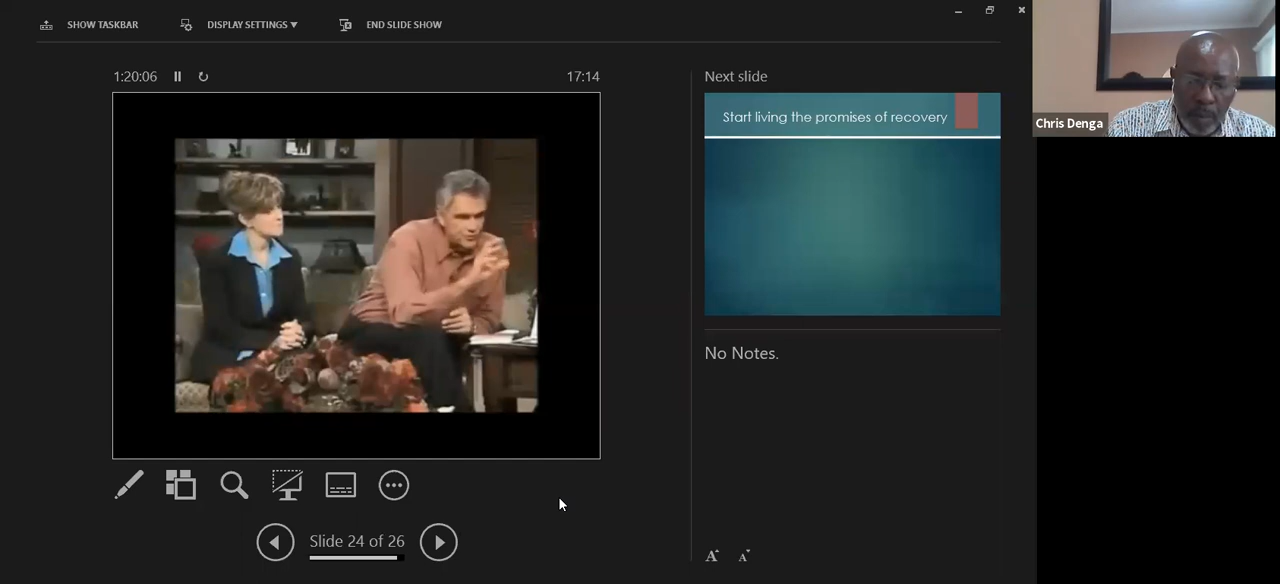 SHOW TASKBAR
DISPLAY SETTINGS
END SLIDE SHOW
1:20:06
17:14
Next slide
Start living the promises of recovery
Chris Denga
No Notes.
Slide 24 of 26
A
A